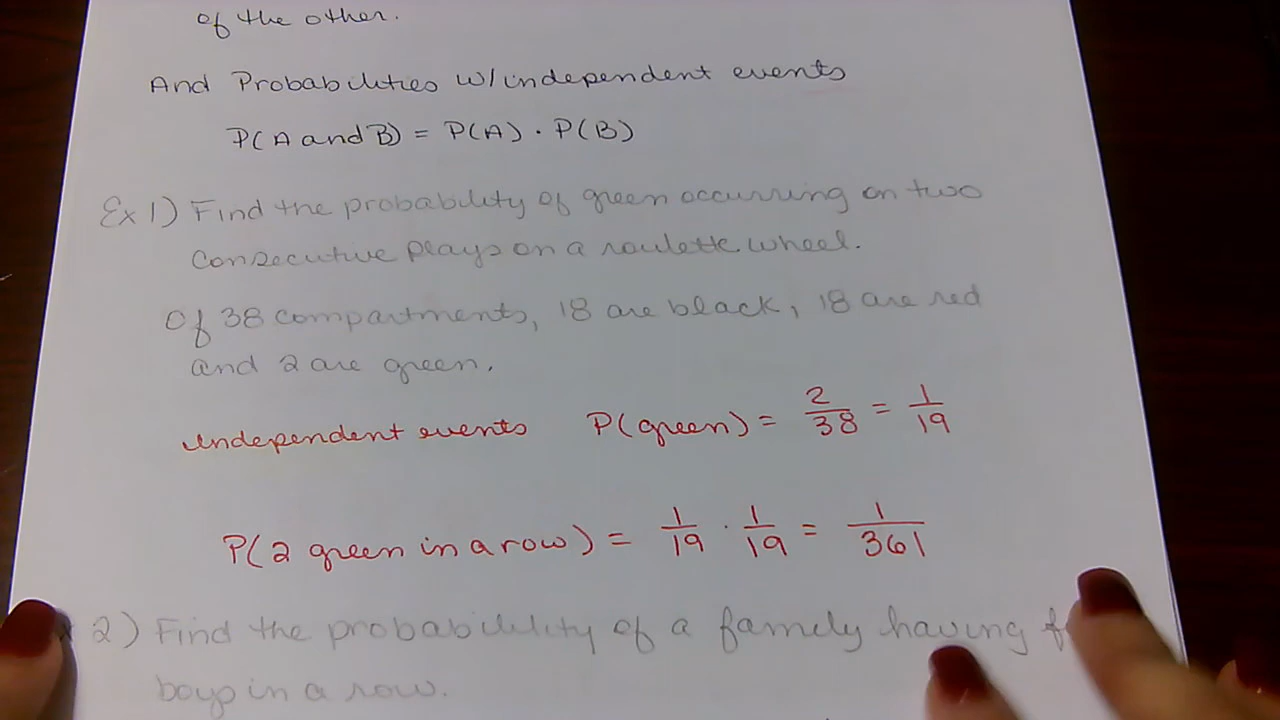 of the other.
And Probabilities w/independent events
P(A and B) = P(A) · P(B)
Ex 1) Find the probability of green occurring on two
consecutive plays on a roulette wheel.
Of 38 compartments, 18 are black, 18 are red
and 2 are green.
independent events P(green) = 2/38 = 1/19
P(2 green in a row) = 1/19 · 1/19 = 1/361
2) Find the probability of a family having
boys in a row.